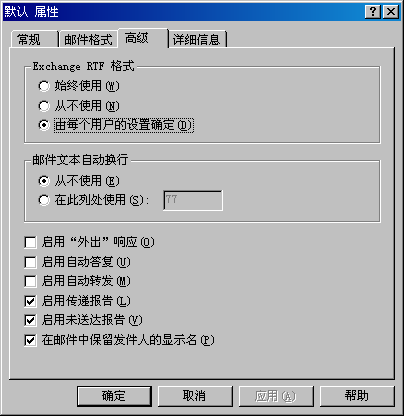 默认 属性
常规 邮件格式 高级 详细信息
Exchange RTF 格式
始终使用(W)
从不使用(N)
由每个用户的设置确定(D)
邮件文本自动换行
从不使用(E)
在此列处使用(S): 77
启用“外出”响应(O)
启用自动答复(U)
启用自动转发(M)
启用传递报告(L)
启用未送达报告(V)
在邮件中保留发件人的显示名(P)
确定 取消 应用(A) 帮助